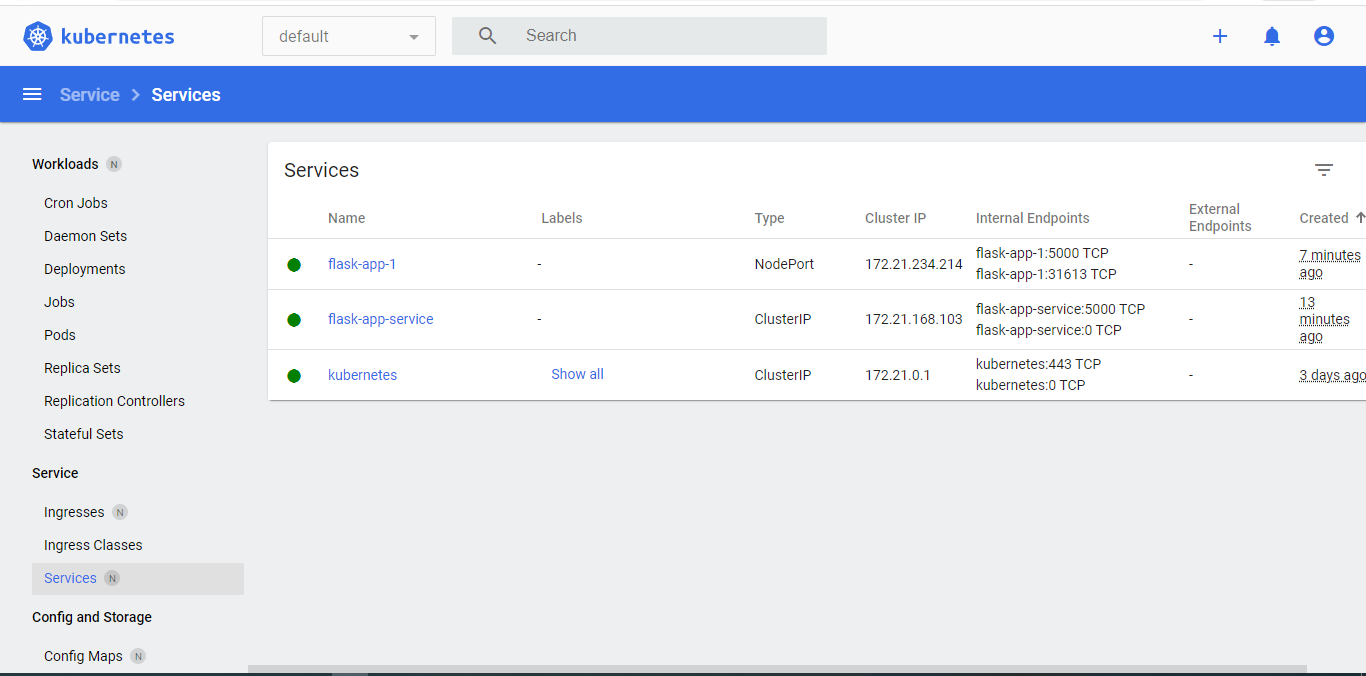 kubernetes
default
Search
Service
Services
Workloads N
Cron Jobs
Daemon Sets
Deployments
Jobs
Pods
Replica Sets
Replication Controllers
Stateful Sets
Service
Ingresses N
Ingress Classes
Services N
Config and Storage
Config Maps N
Services
Name Labels Type Cluster IP Internal Endpoints External Endpoints Created
flask-app-1 - NodePort 172.21.234.214 flask-app-1:5000 TCP - 7 minutes
flask-app-1:31613 TCP ago
flask-app-service - ClusterIP 172.21.168.103 flask-app-service:5000 TCP - 13
flask-app-service:0 TCP minutes
ago
kubernetes Show all ClusterIP 172.21.0.1 kubernetes:443 TCP - 3 days ago
kubernetes:0 TCP